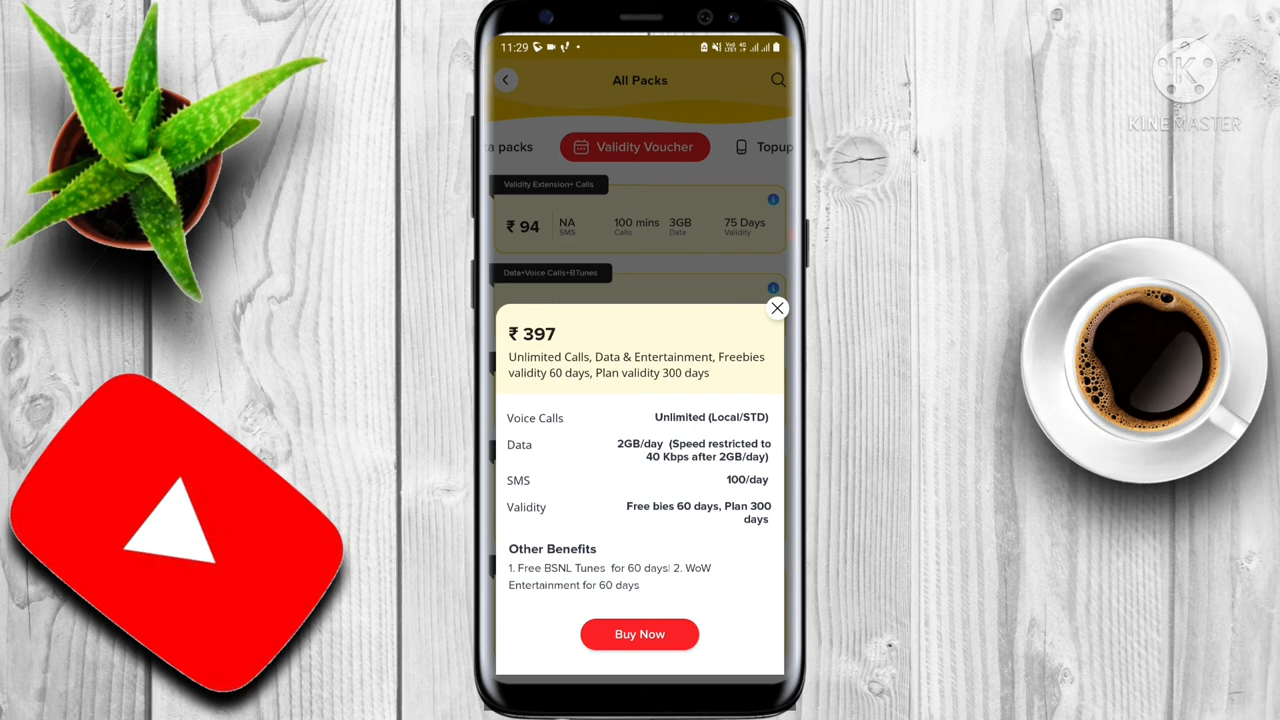 11:29
All Packs
ta packs
Validity Voucher
Topup
Validity Extension+ Calls
₹ 94
NA
SMS
100 mins
Calls
3GB
Data
75 Days
Validity
Data+Voice Calls+BTunes
₹ 397
Unlimited Calls, Data & Entertainment, Freebies
validity 60 days, Plan validity 300 days
Voice Calls
Unlimited (Local/STD)
Data
2GB/day (Speed restricted to
40 Kbps after 2GB/day)
SMS
100/day
Validity
Free bies 60 days, Plan 300
days
Other Benefits
1. Free BSNL Tunes for 60 days| 2. WoW
Entertainment for 60 days
Buy Now
K
KINEMASTER